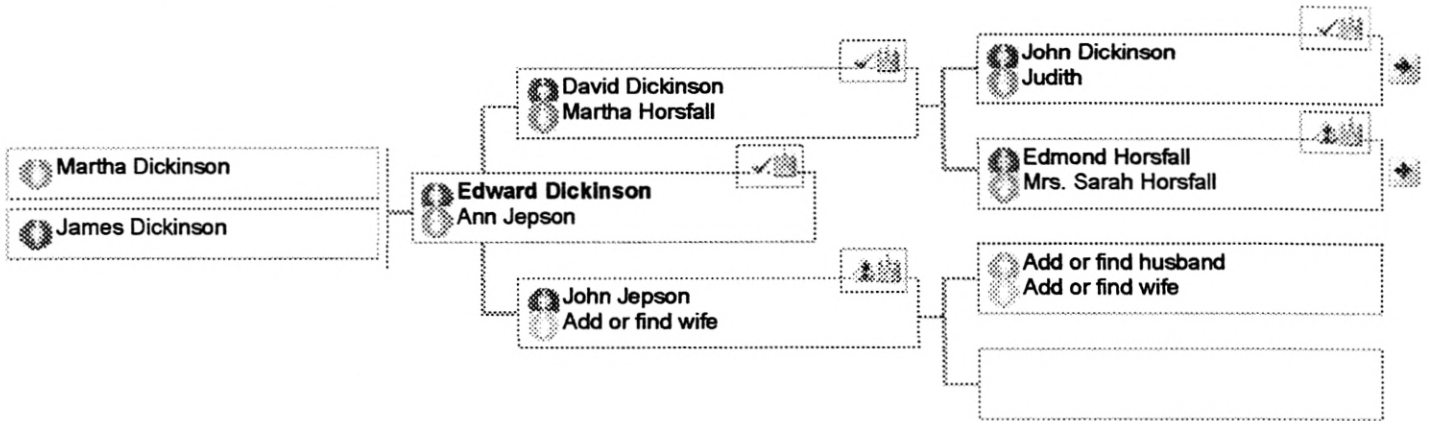 Martha Dickinson
James Dickinson
Edward Dickinson
Ann Jepson
David Dickinson
Martha Horsfall
John Jepson
Add or find wife
John Dickinson
Judith
Edmond Horsfall
Mrs. Sarah Horsfall
Add or find husband
Add or find wife